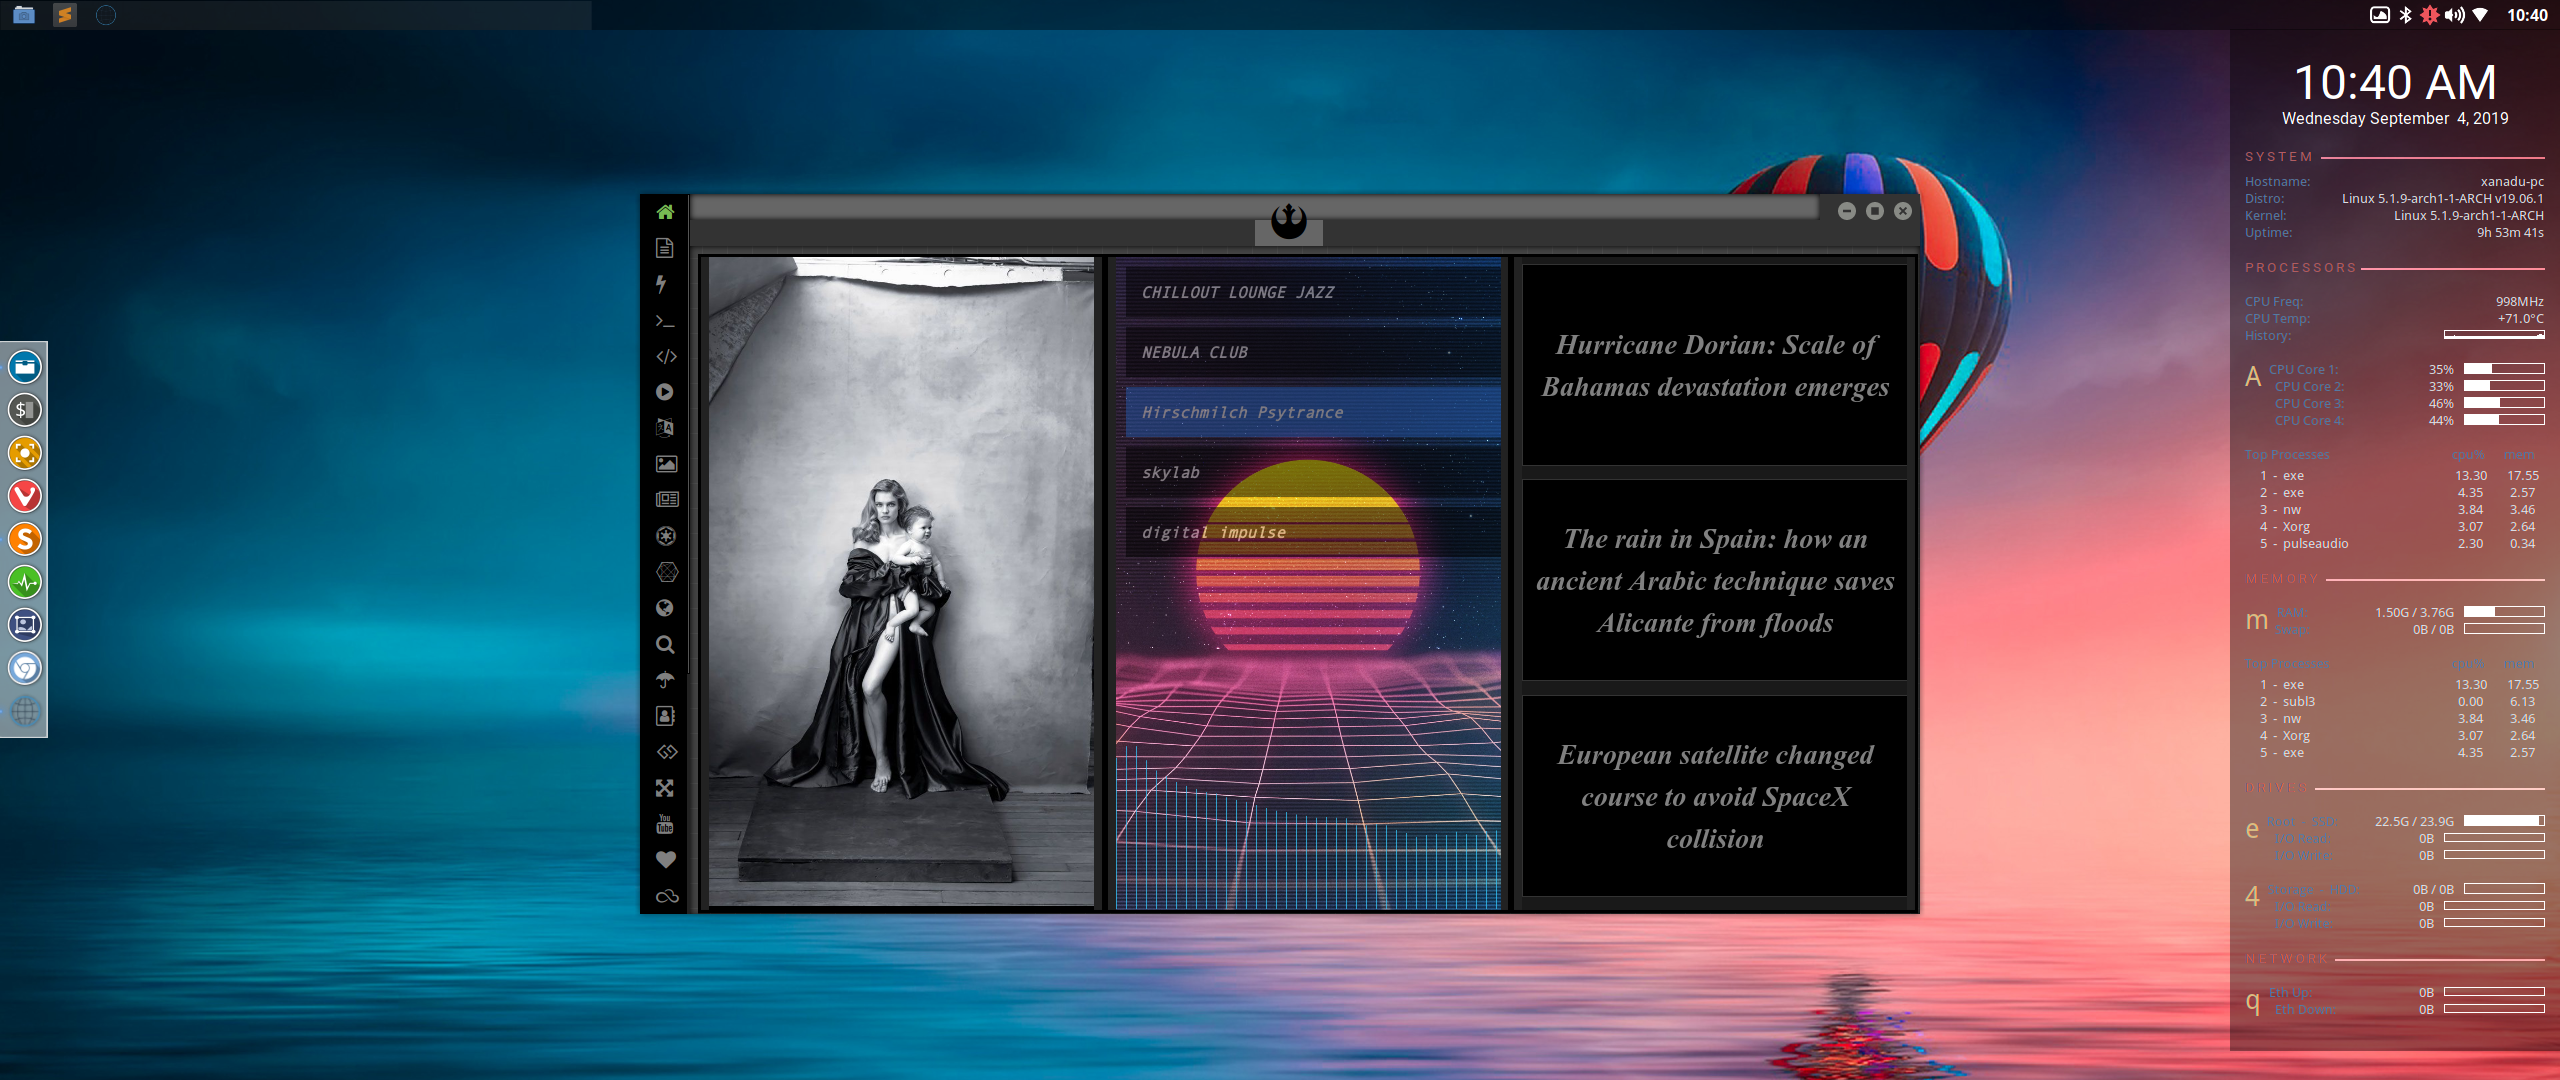 10:40
10:40 AM
Wednesday September 4, 2019
SYSTEM
Hostname: xanadu-pc
Distro: Linux 5.1.9-arch1-1-ARCH v19.06.1
Kernel: Linux 5.1.9-arch1-1-ARCH
Uptime: 9h 53m 41s
PROCESSORS
CPU Freq: 998MHz
CPU Temp: +71.0°C
History:
A CPU Core 1: 35%
CPU Core 2: 33%
CPU Core 3: 46%
CPU Core 4: 44%
Top Processes cpu% mem
1 - exe 13.30 17.55
2 - exe 4.35 2.57
3 - nw 3.84 3.46
4 - Xorg 3.07 2.64
5 - pulseaudio 2.30 0.34
MEMORY
m RAM: 1.50G / 3.76G
Swap: 0B / 0B
1 - exe 13.30 17.55
2 - subl3 0.00 6.13
3 - nw 3.84 3.46
4 - Xorg 3.07 2.64
5 - exe 4.35 2.57
DRIVES
e 22.5G / 23.9G
0B
0B
4 0B / 0B
0B
0B
NETWORK
q Eth Up: 0B
Eth Down: 0B
CHILLOUT LOUNGE JAZZ
NEBULA CLUB
Hirschmilch Psytrance
skylab
digital impulse
Hurricane Dorian: Scale of
Bahamas devastation emerges
The rain in Spain: how an
ancient Arabic technique saves
Alicante from floods
European satellite changed
course to avoid SpaceX
collision
You
Tube
$
S